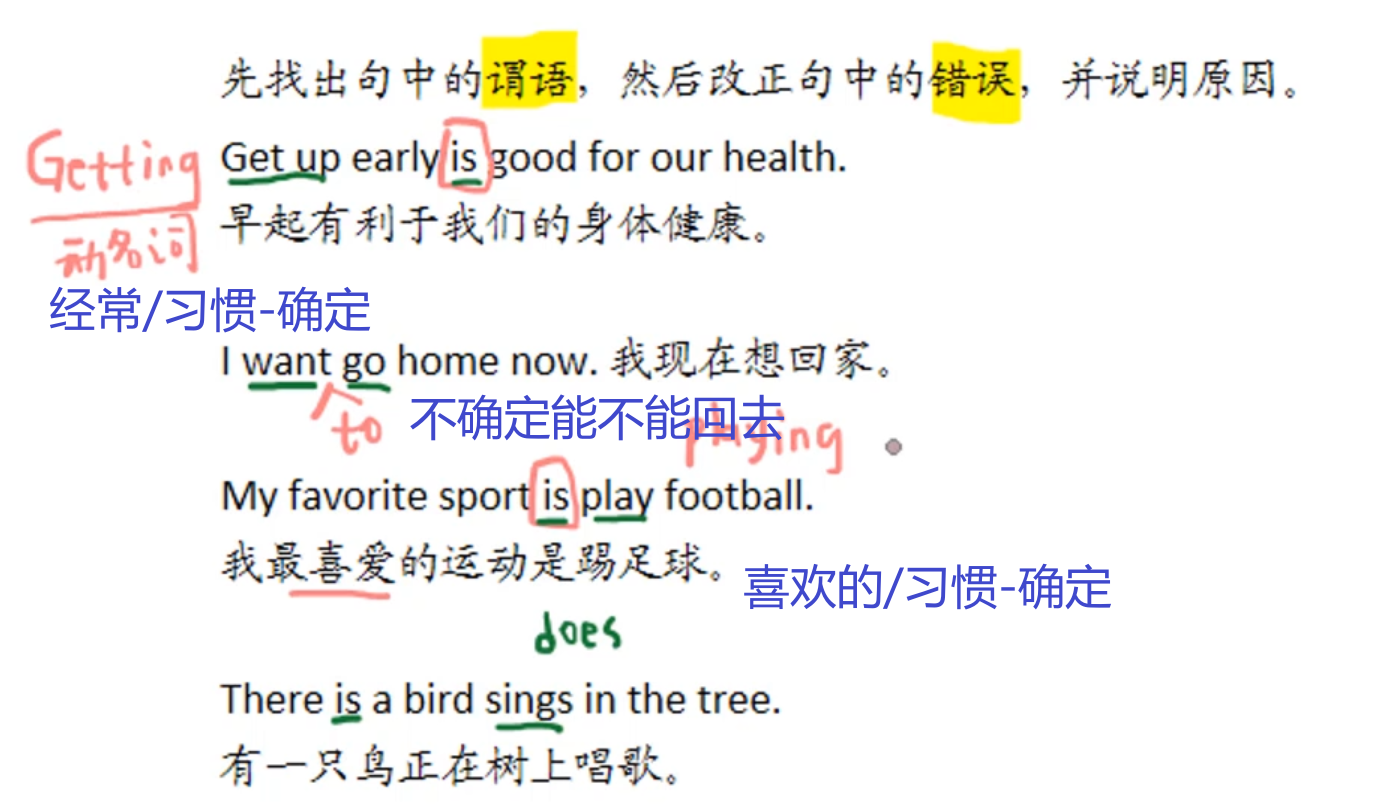 先找出句中的谓语，然后改正句中的错误，并说明原因。
Getting
Get up early is good for our health.
动名词
早起有利于我们的身体健康。
经常/习惯-确定
I want go home now. 我现在想回家。
to
不确定能不能回去
playing
My favorite sport is play football.
我最喜爱的运动是踢足球。
喜欢的/习惯-确定
does
There is a bird sings in the tree.
有一只鸟正在树上唱歌。